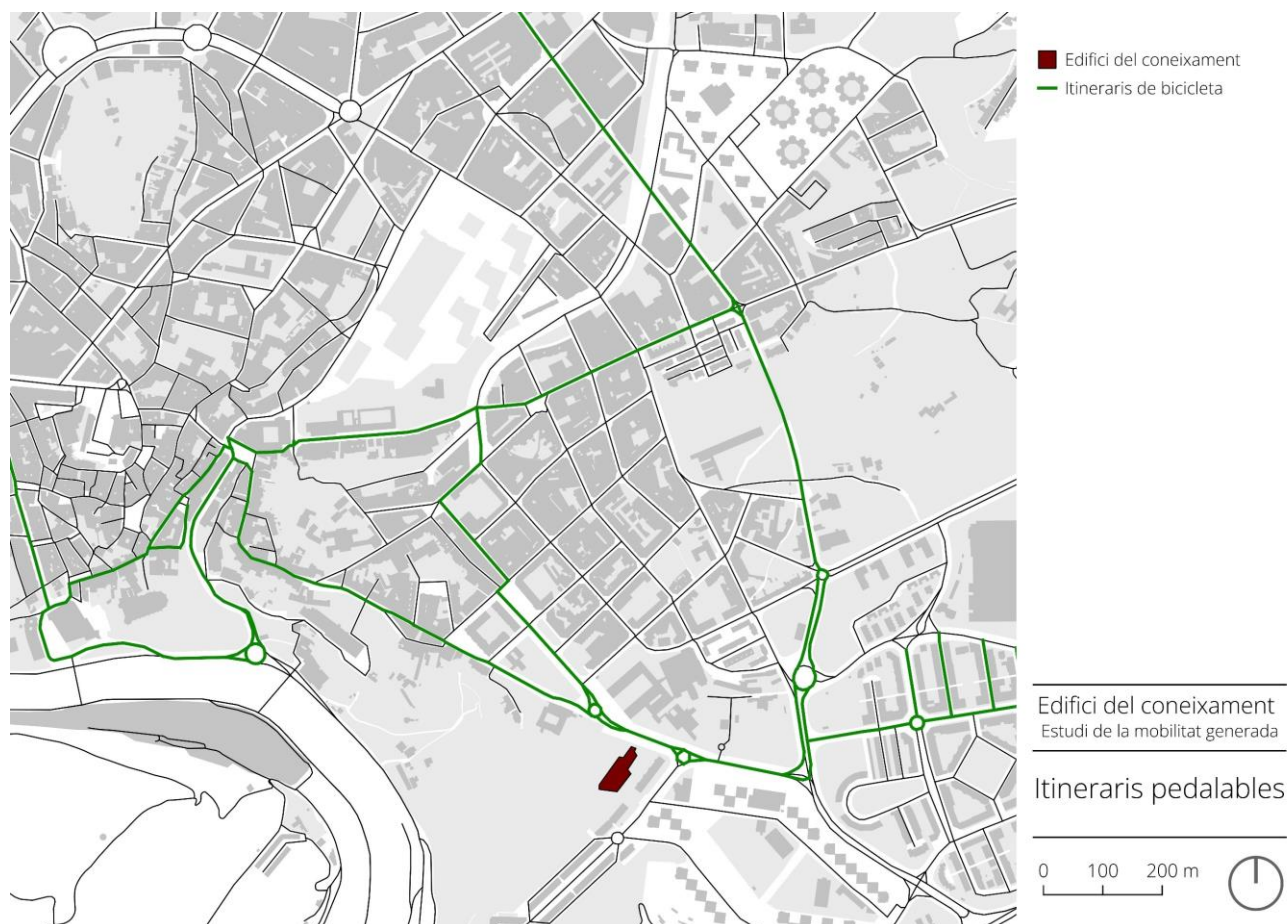 Edifici del coneixament
Itineraris de bicicleta
Edifici del coneixament
Estudi de la mobilitat generada
Itineraris pedalables
0 100 200 m